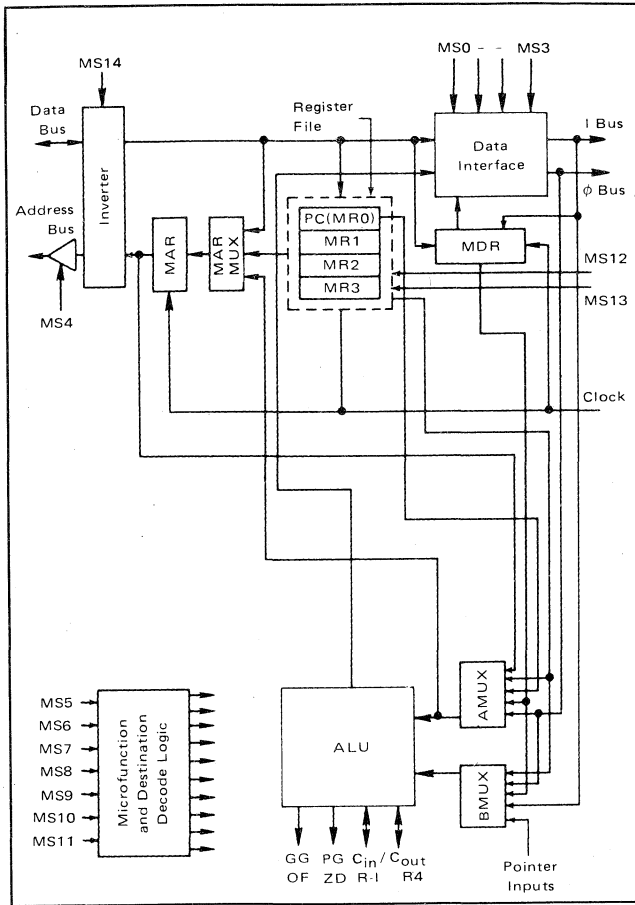 MS14
MS0 - - MS3
Data
Bus
Register
File
I Bus
Data
Interface
ϕ Bus
Address
Bus
Inverter
MAR
MAR
MUX
PC(MR0)
MR1
MR2
MR3
MDR
MS12
MS13
MS4
Clock
MS5
MS6
MS7
MS8
MS9
MS10
MS11
Microfunction
and Destination
Decode Logic
ALU
AMUX
BMUX
GG PG Cin/Cout
OF ZD R-I R4
Pointer
Inputs